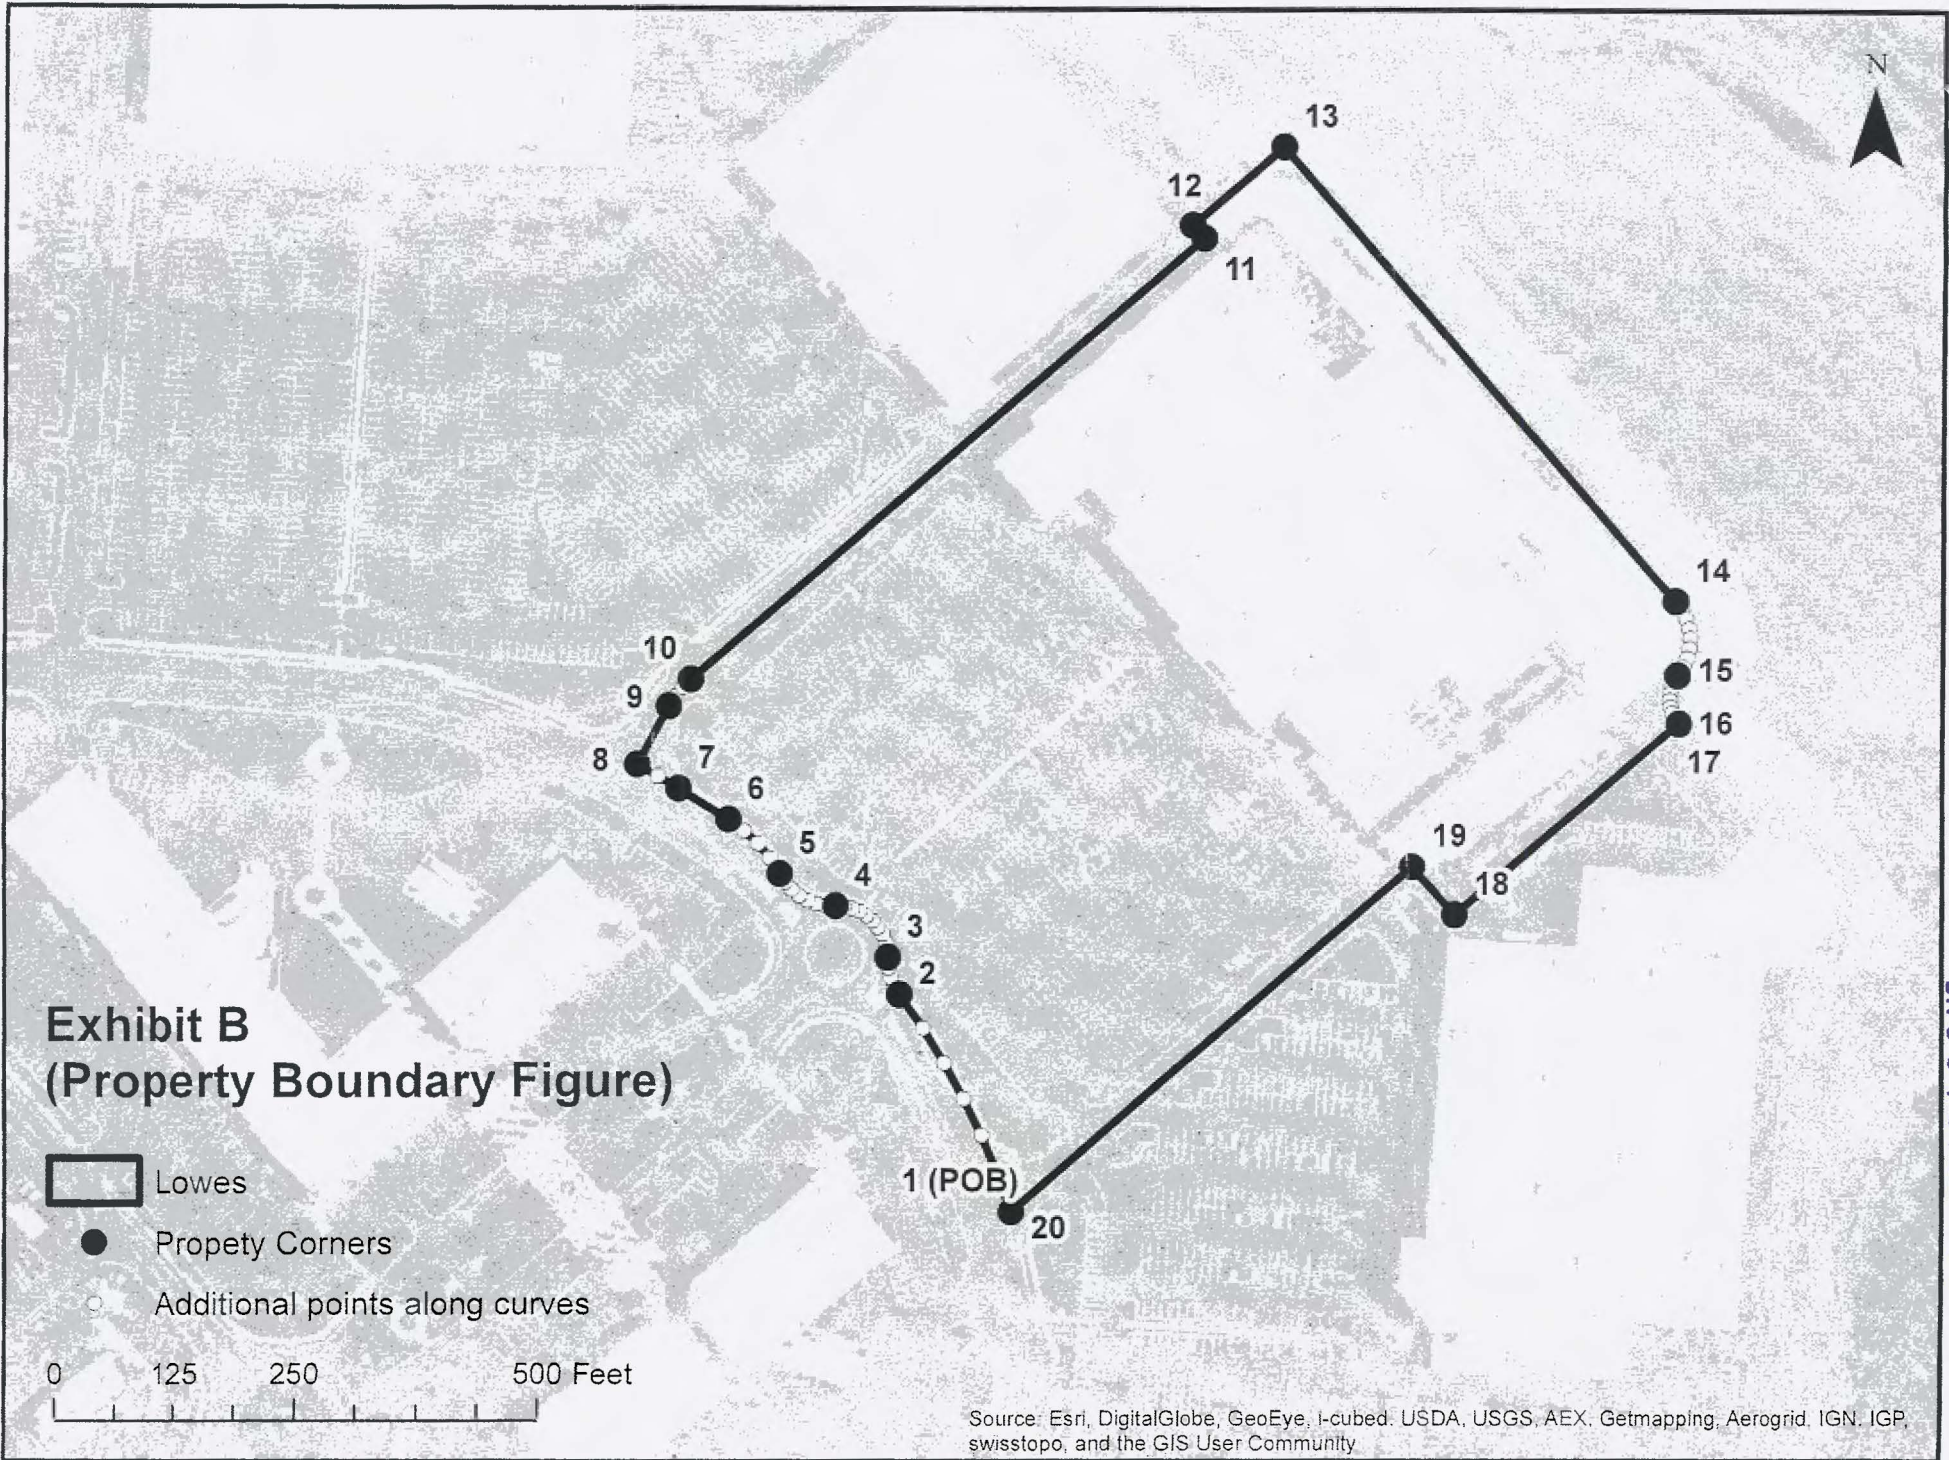 N
13
12
11
14
10
15
9
16
8
7
17
6
5
19
4
18
3
2
Exhibit B
(Property Boundary Figure)
1 (POB)
Lowes
20
Propety Corners
Additional points along curves
0 125 250 500 Feet
Source: Esri, DigitalGlobe, GeoEye, i-cubed, USDA, USGS, AEX, Getmapping, Aerogrid, IGN, IGP,
swisstopo, and the GIS User Community